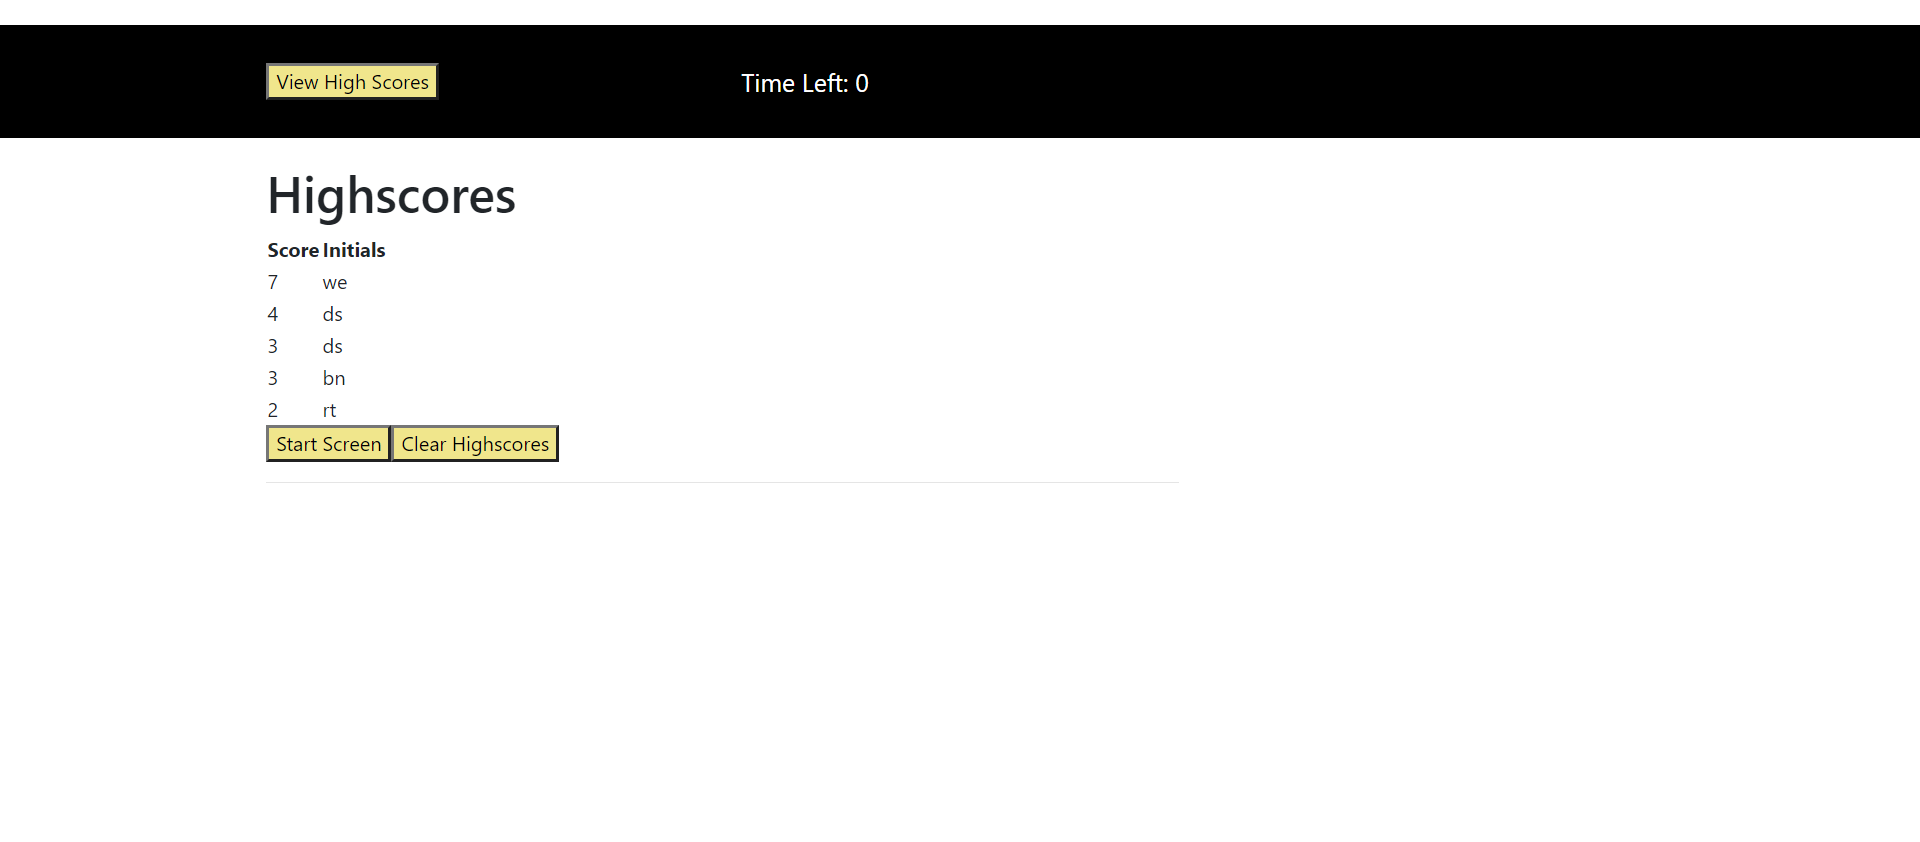 View High Scores Time Left: 0
Highscores
Score Initials
7 we
4 ds
3 ds
3 bn
2 rt
Start Screen Clear Highscores